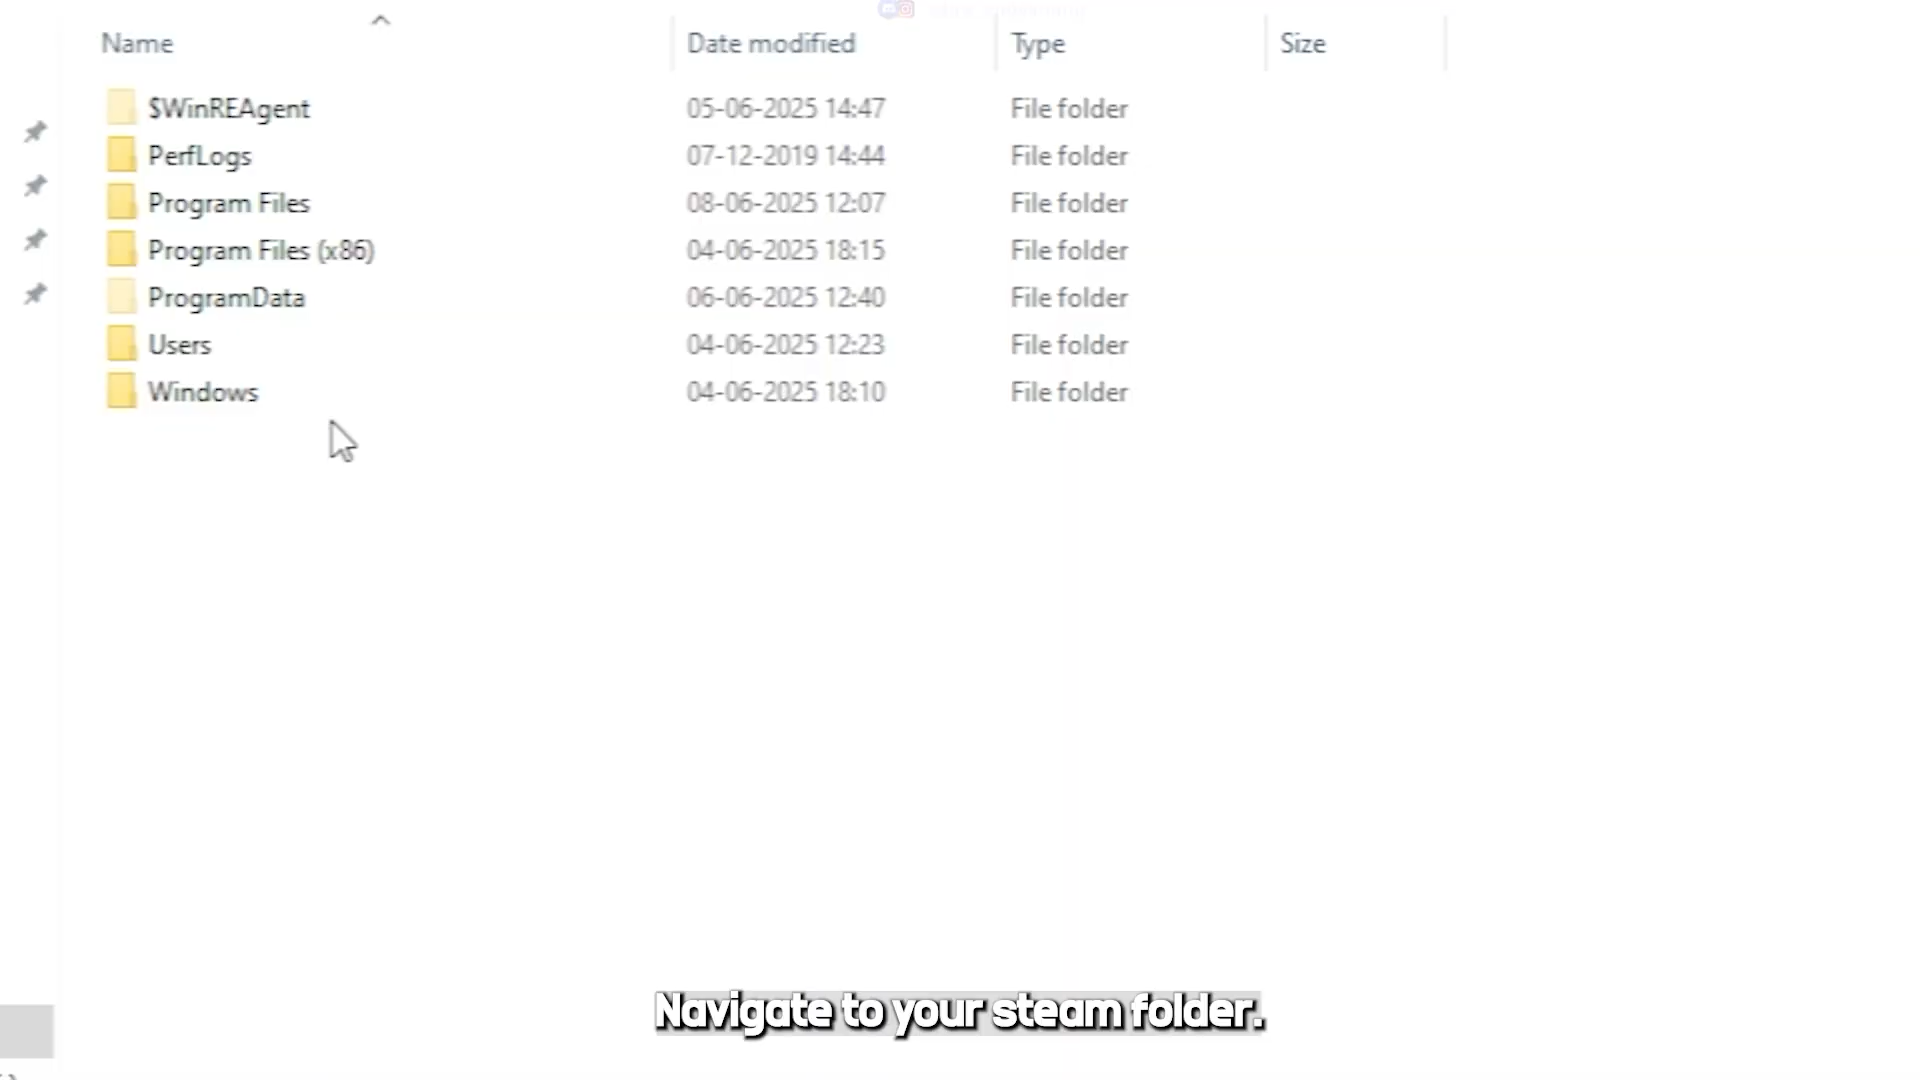 Name Date modified Type Size
$WinREAgent 05-06-2025 14:47 File folder
PerfLogs 07-12-2019 14:44 File folder
Program Files 08-06-2025 12:07 File folder
Program Files (x86) 04-06-2025 18:15 File folder
ProgramData 06-06-2025 12:40 File folder
Users 04-06-2025 12:23 File folder
Windows 04-06-2025 18:10 File folder
Navigate to your steam folder.